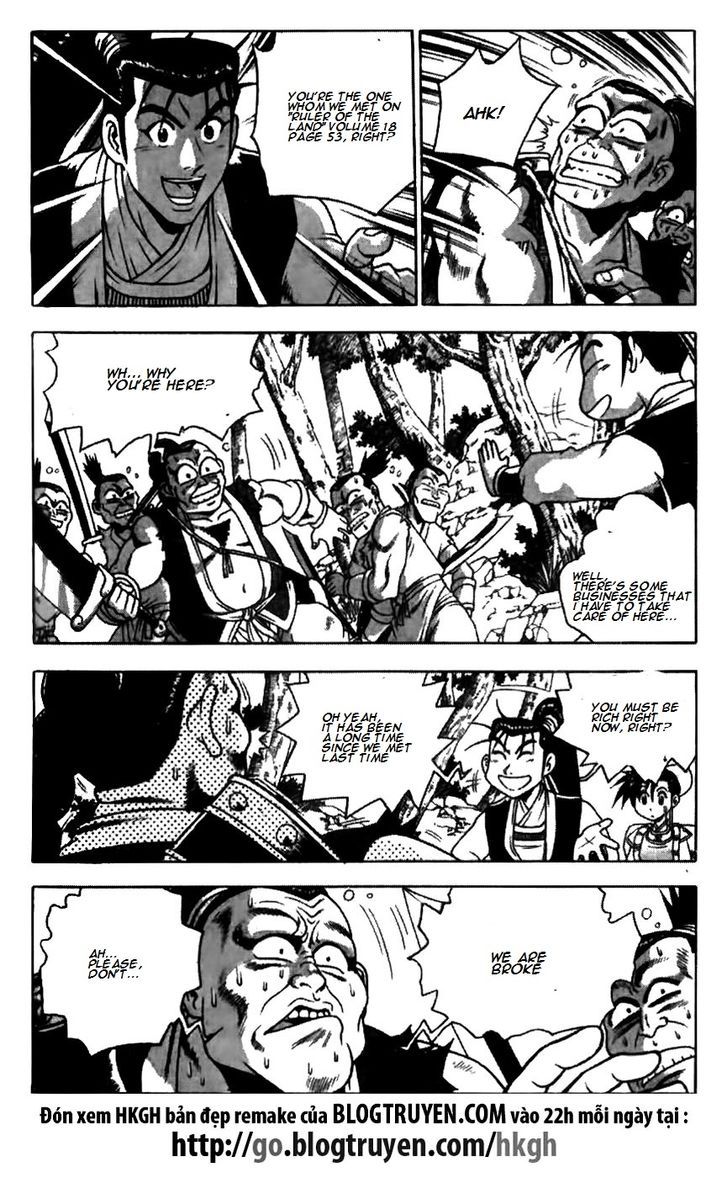 YOU'RE THE ONE
WHOM WE MET ON
"RULER OF THE
LAND" VOLUME 18
PAGE 53, RIGHT?
AHK!
WH... WHY
YOU'RE HERE?
WELL,
THERE'S SOME
BUSINESSES THAT
I HAVE TO TAKE
CARE OF HERE...
OH YEAH,
IT HAS BEEN
A LONG TIME
SINCE WE MET
LAST TIME
YOU MUST BE
RICH RIGHT
NOW, RIGHT?
AH...
PLEASE,
DON'T...
WE ARE
BROKE
Đón xem HKGH bản đẹp remake của BLOGTRUYEN.COM vào 22h mỗi ngày tại :
http://go.blogtruyen.com/hkgh